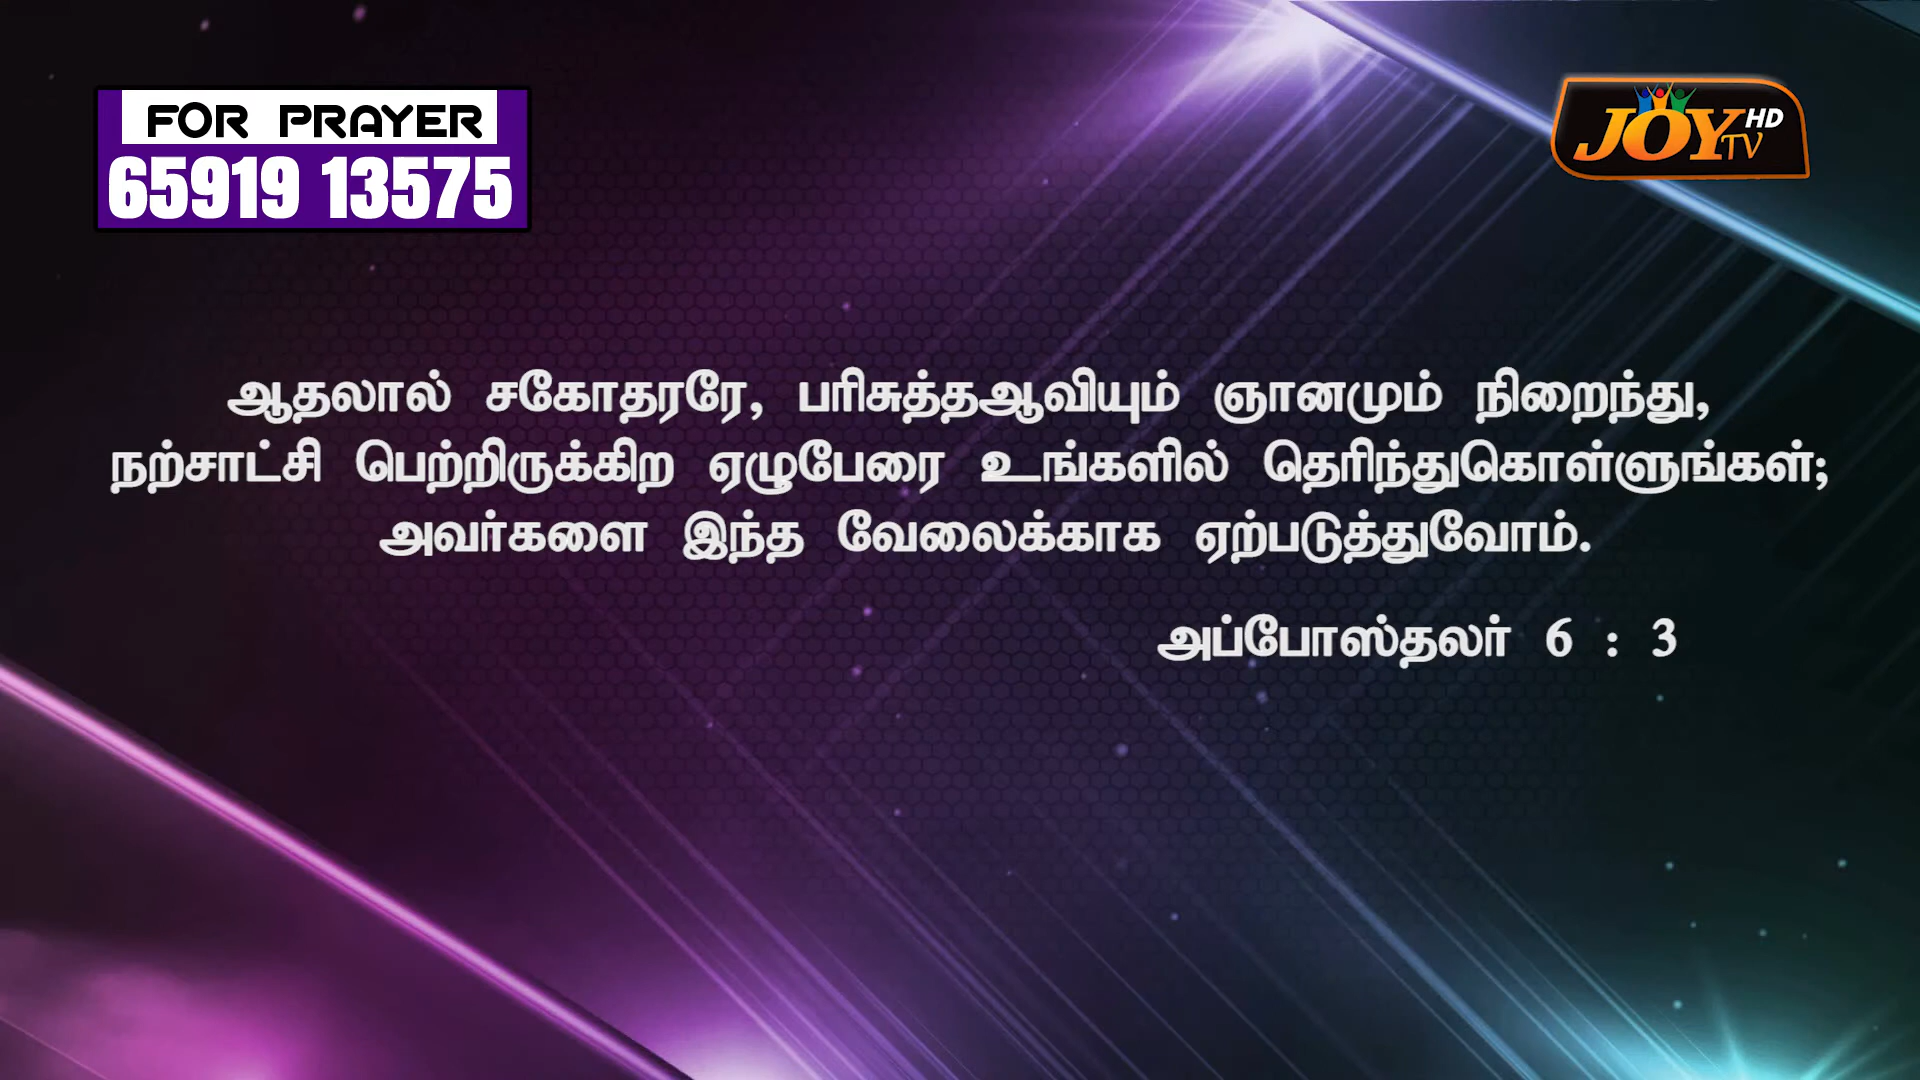 FOR PRAYER
65919 13575
JOY TV HD
ஆதலால் சகோதரரே, பரிசுத்தஆவியும் ஞானமும் நிறைந்து,
நற்சாட்சி பெற்றிருக்கிற ஏழுபேரை உங்களில் தெரிந்துகொள்ளுங்கள்;
அவர்களை இந்த வேலைக்காக ஏற்படுத்துவோம்.
அப்போஸ்தலர் 6 : 3